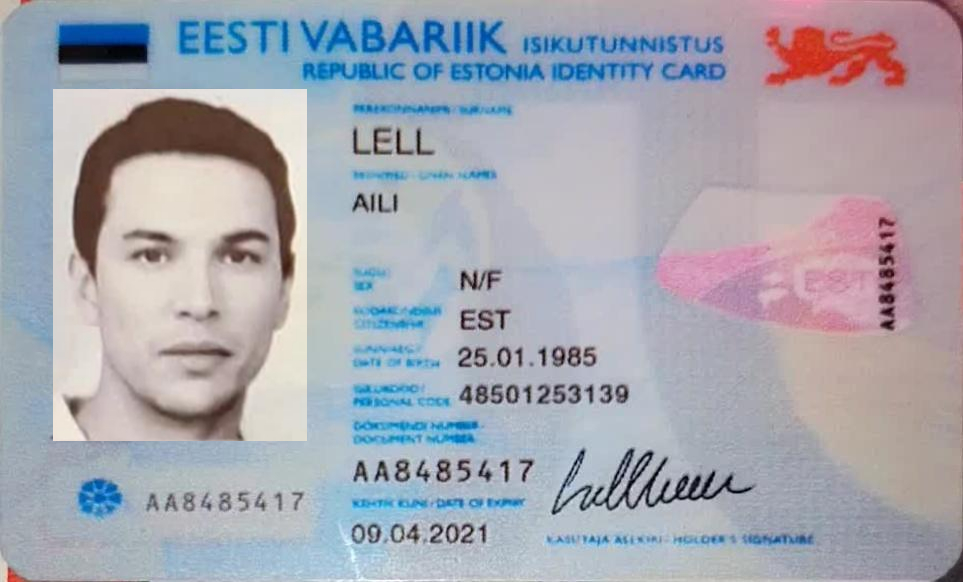 EESTI VABARIIK ISIKUTUNNISTUS
REPUBLIC OF ESTONIA IDENTITY CARD
PEREKONNANIMI / SURNAME
LELL
EESNIMED / GIVEN NAMES
AILI
SUGU/
SEX
N/F
KODAKONDSUS/
CITIZENSHIP
EST
SÜNNIAEG/
DATE OF BIRTH
25.01.1985
ISIKUKOOD/
PERSONAL CODE
48501253139
DOKUMENDI NUMBER/
DOCUMENT NUMBER
AA8485417
KEHTIV KUNI / DATE OF EXPIRY
09.04.2021
KASUTAJA ALLKIRI / HOLDER'S SIGNATURE
AA8485417
EST
AA8485417